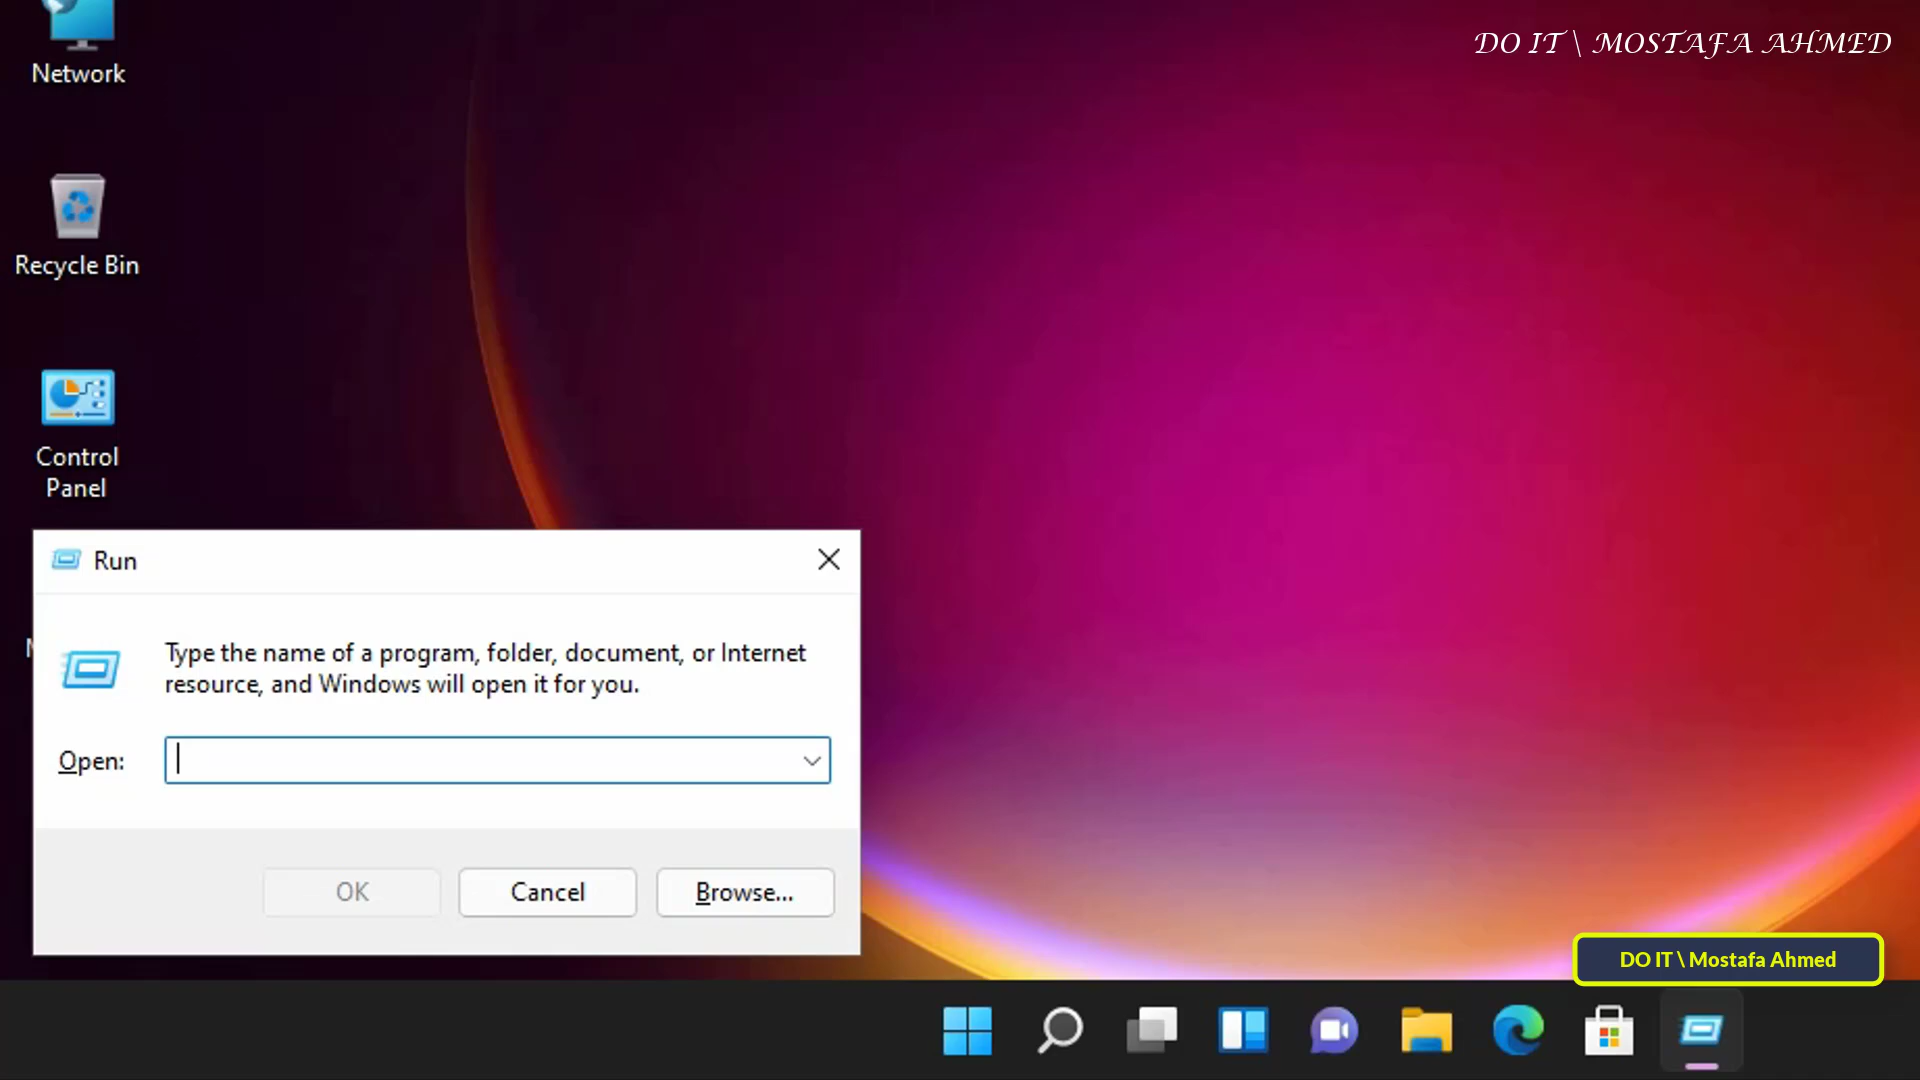 DO IT \ MOSTAFA AHMED
Network
Recycle Bin
Control
Panel
Run
Type the name of a program, folder, document, or Internet
resource, and Windows will open it for you.
Open:
OK
Cancel
Browse...
DO IT \ Mostafa Ahmed